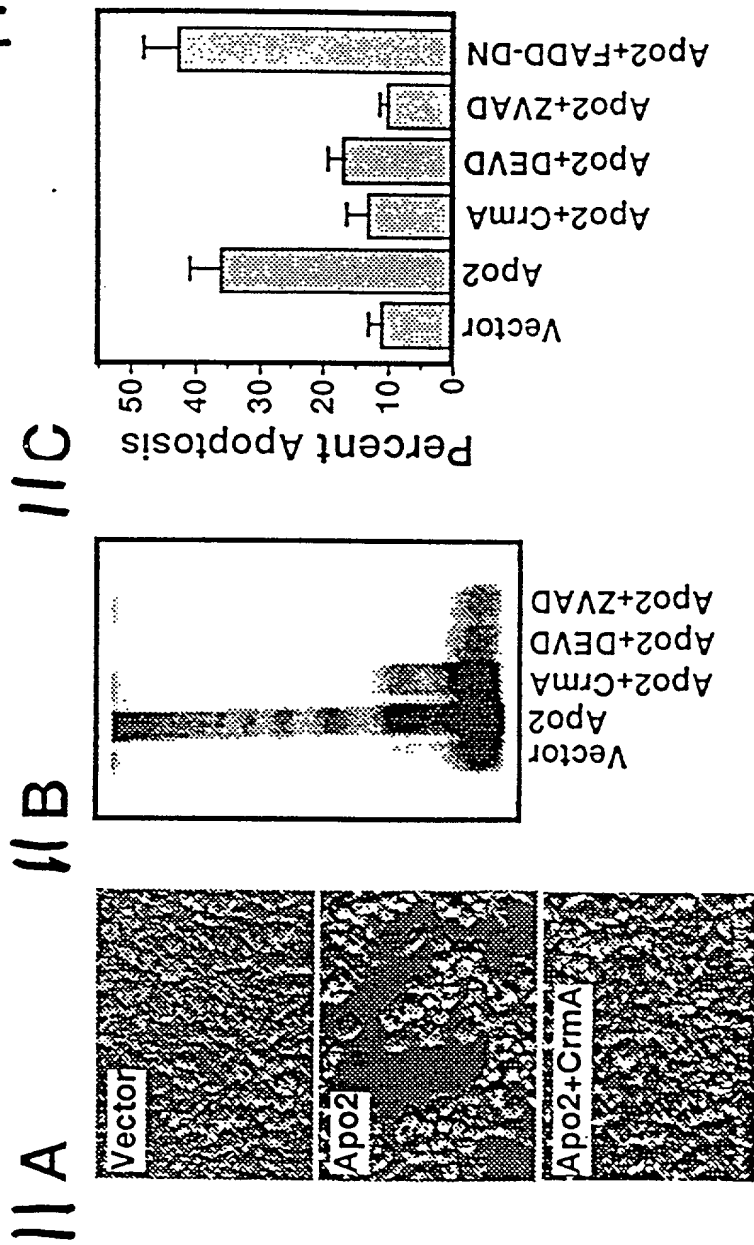 11A
Vector
Apo2
Apo2+CrmA
11B
Vector
Apo2
Apo2+CrmA
Apo2+DEVD
Apo2+ZVAD
11C
Percent Apoptosis
50
40
30
20
10
0
Vector
Apo2
Apo2+CrmA
Apo2+DEVD
Apo2+ZVAD
Apo2+FADD-DN